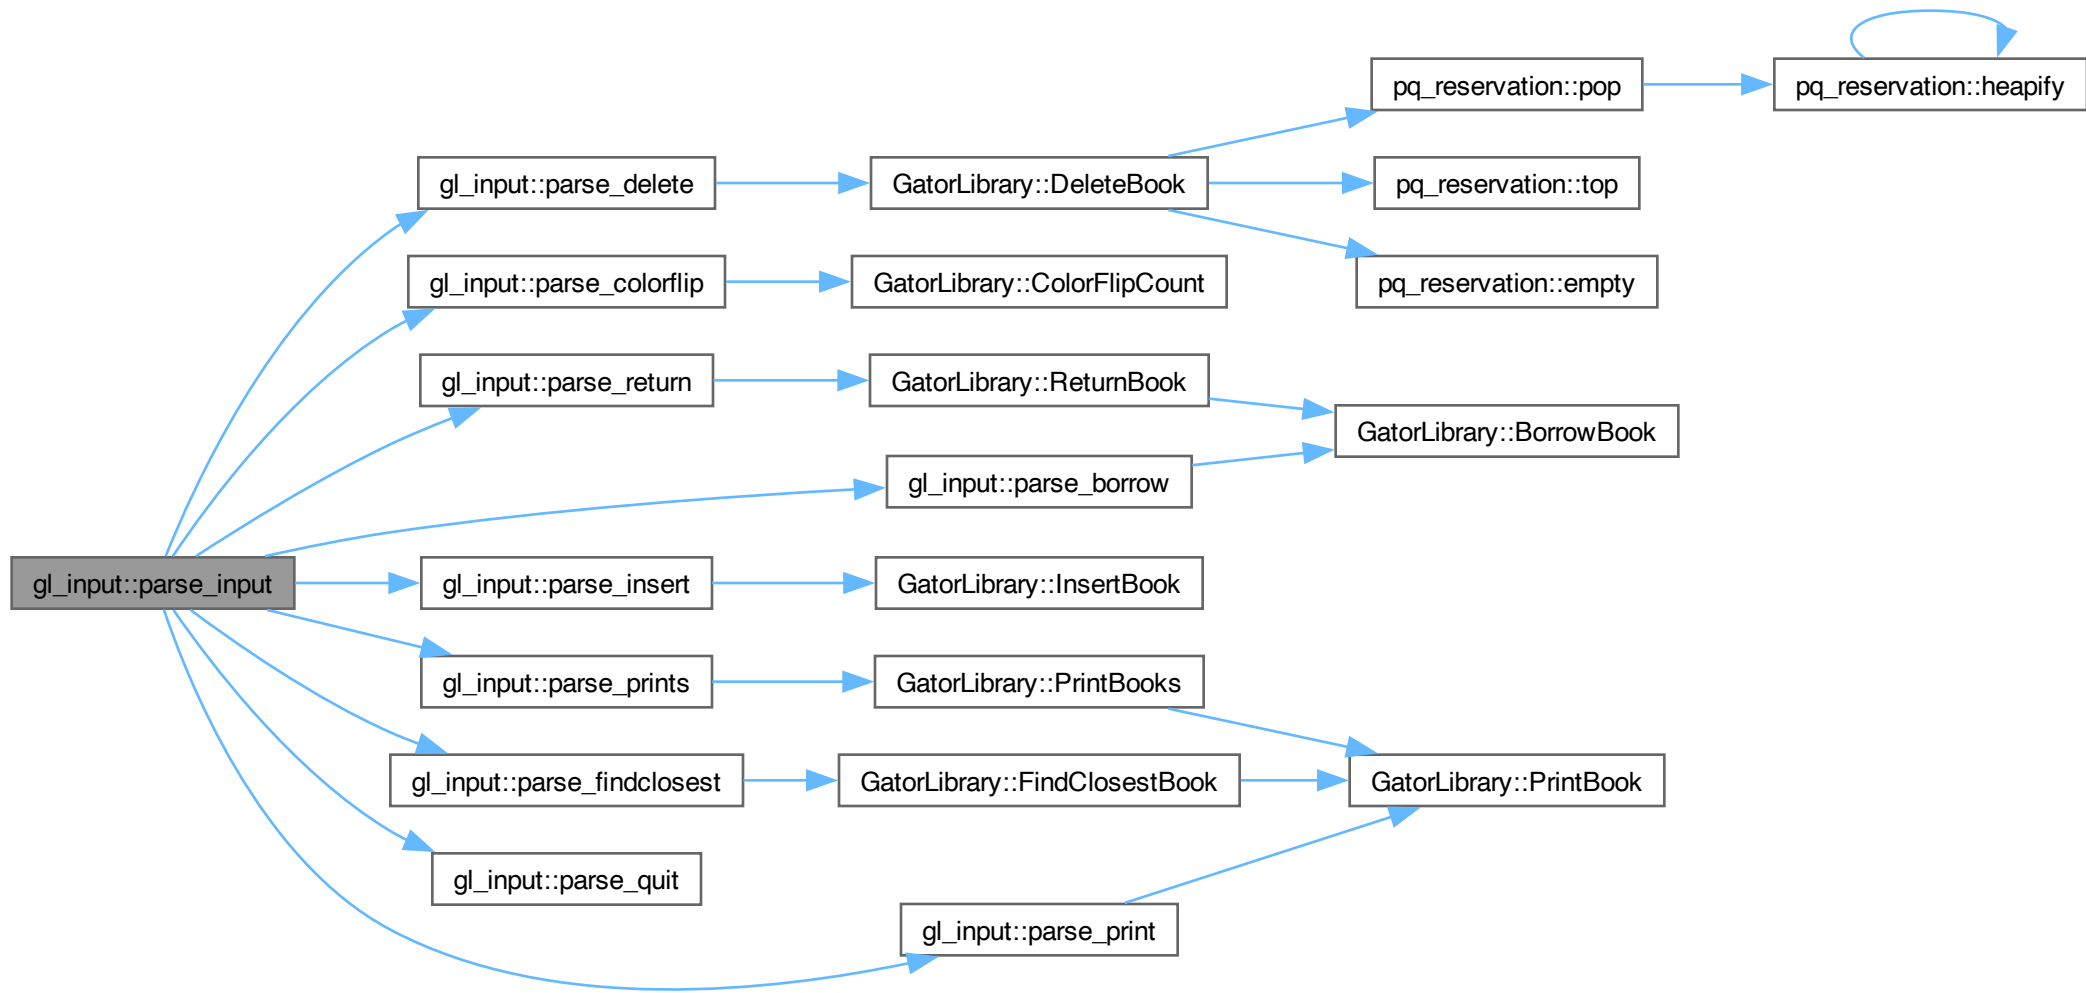 pq_reservation::pop
pq_reservation::heapify
gl_input::parse_delete
GatorLibrary::DeleteBook
pq_reservation::top
gl_input::parse_colorflip
GatorLibrary::ColorFlipCount
pq_reservation::empty
gl_input::parse_return
GatorLibrary::ReturnBook
GatorLibrary::BorrowBook
gl_input::parse_borrow
gl_input::parse_input
gl_input::parse_insert
GatorLibrary::InsertBook
gl_input::parse_prints
GatorLibrary::PrintBooks
gl_input::parse_findclosest
GatorLibrary::FindClosestBook
GatorLibrary::PrintBook
gl_input::parse_quit
gl_input::parse_print